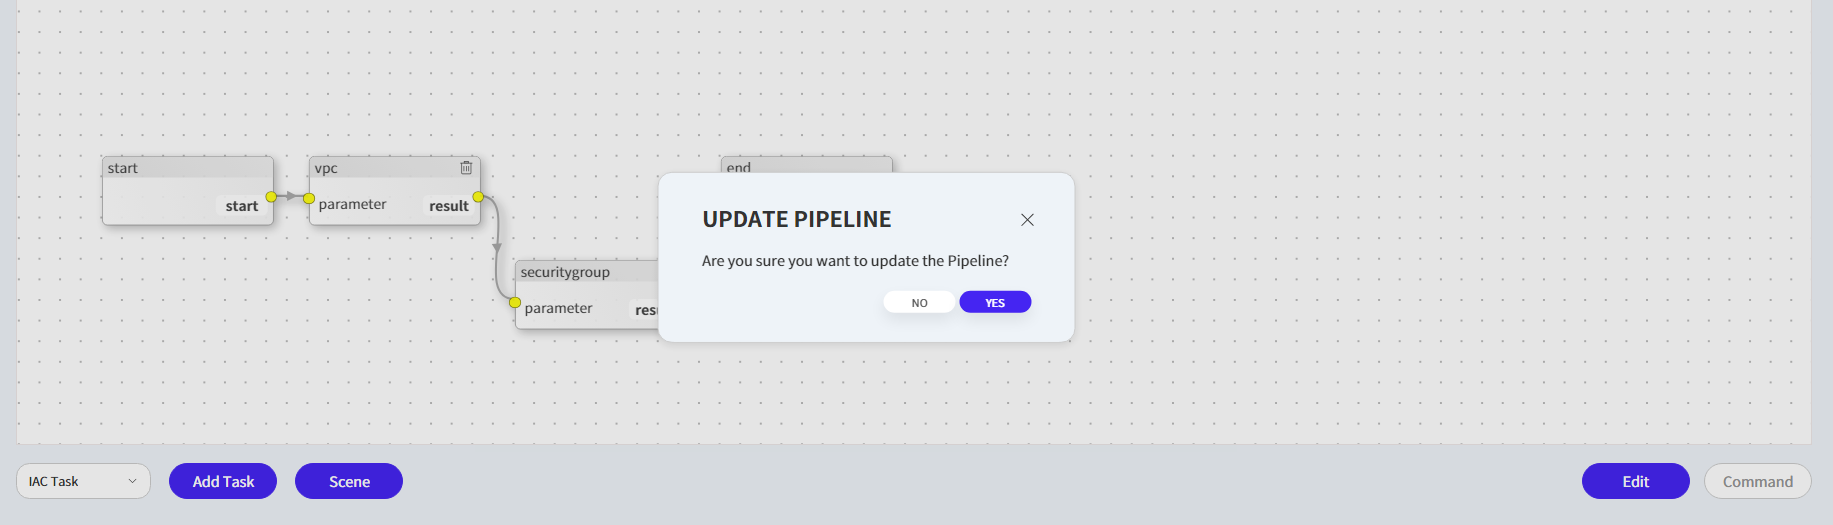 start
start
vpc
parameter
result
securitygroup
parameter
end
UPDATE PIPELINE
Are you sure you want to update the Pipeline?
NO
YES
IAC Task
Add Task
Scene
Edit
Command